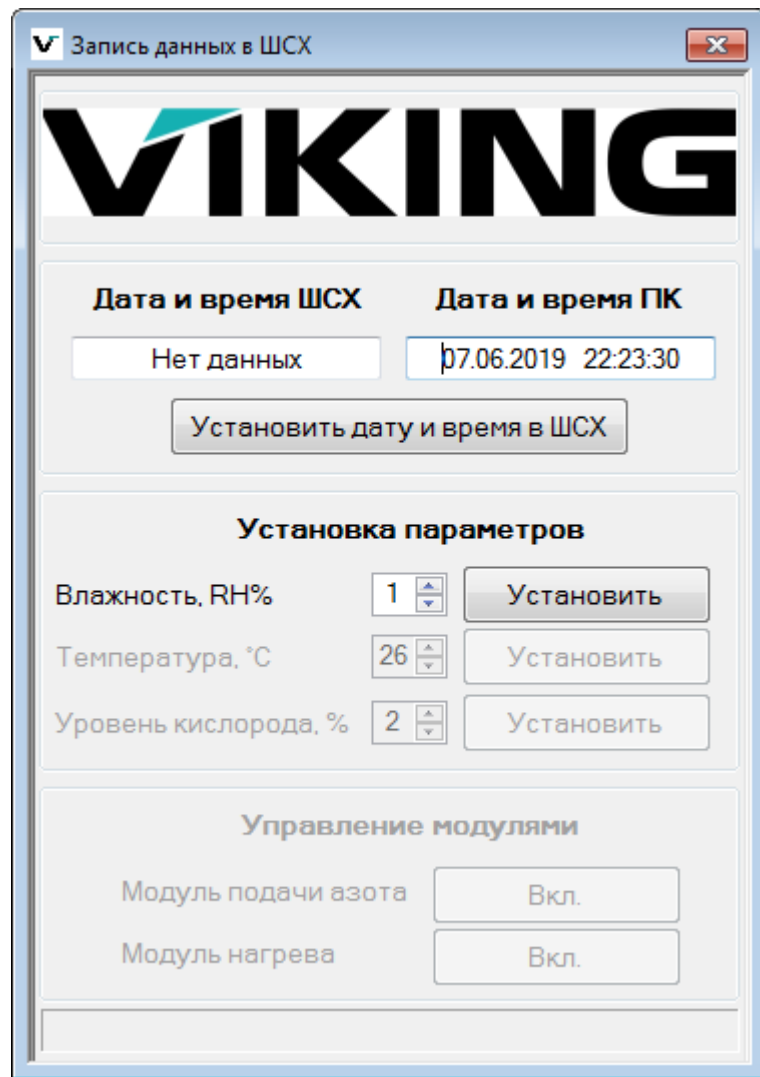 Запись данных в ШСХ
VIKING
Дата и время ШСХ Дата и время ПК
Нет данных 07.06.2019 22:23:30
Установить дату и время в ШСХ
Установка параметров
Влажность, RH% 1 Установить
Температура, °C 26 Установить
Уровень кислорода, % 2 Установить
Управление модулями
Модуль подачи азота Вкл.
Модуль нагрева Вкл.